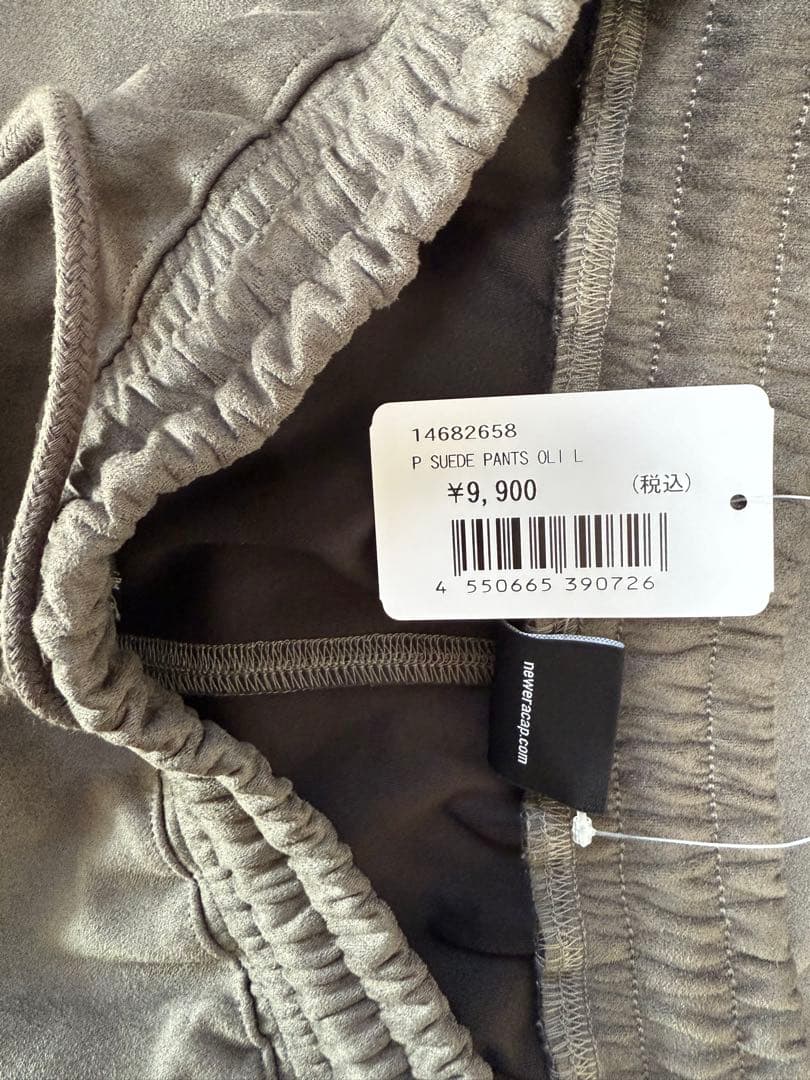 14682658
P SUEDE PANTS OLI L
¥9,900 (税込)
4 550665 390726
neweracap.com